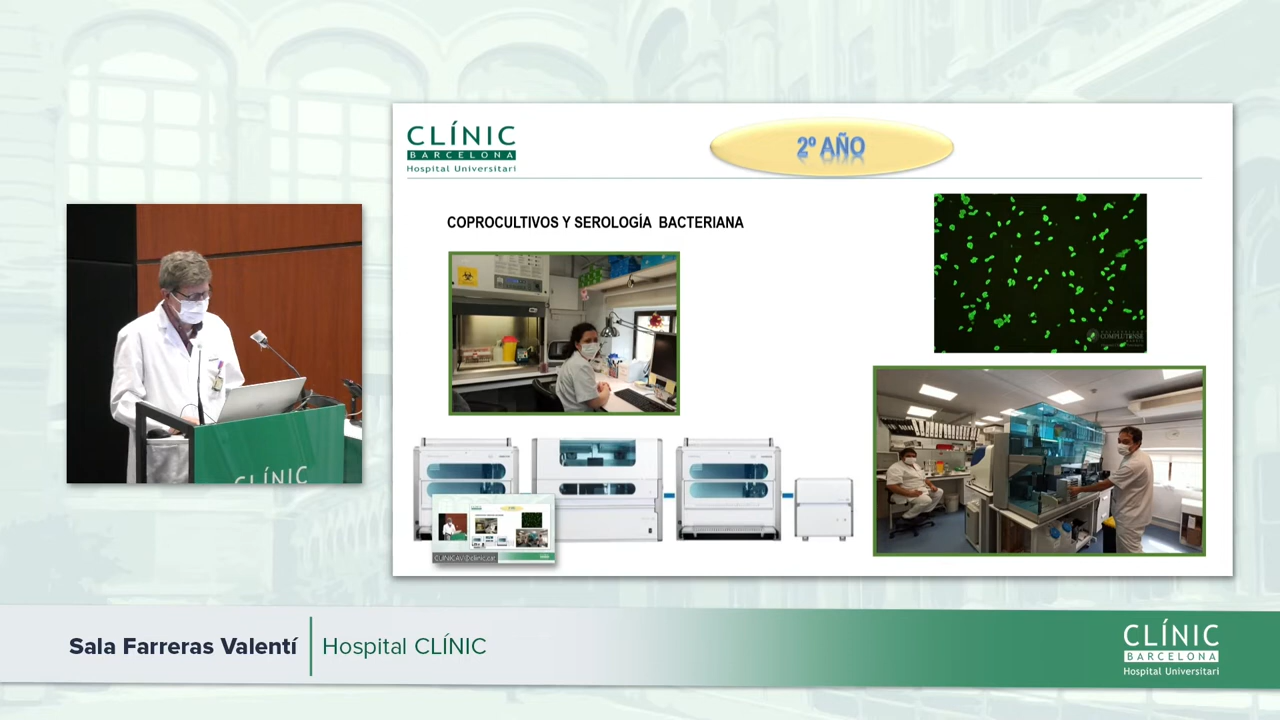 CLÍNIC
BARCELONA
Hospital Universitari
2º AÑO
COPROCULTIVOS Y SEROLOGÍA BACTERIANA
COMPLUTENSE
CLÍNIC
Sala Farreras Valentí
Hospital CLÍNIC
CLÍNIC
BARCELONA
Hospital Universitari